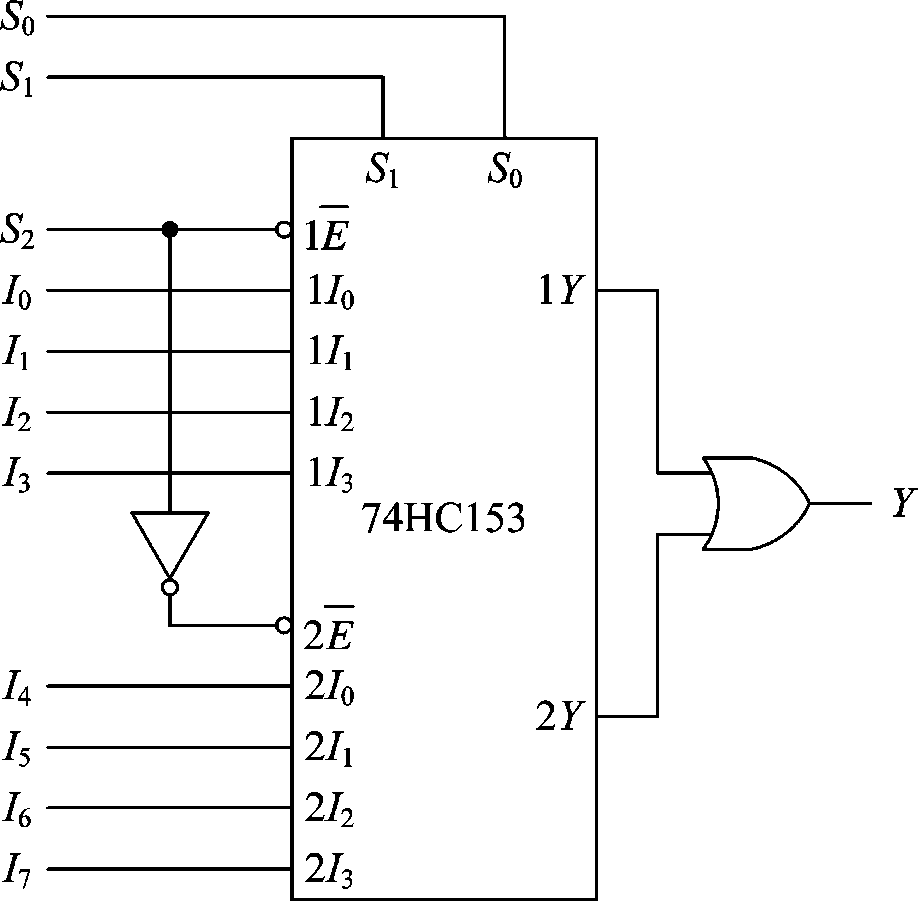 S₀
S₁
S₁ S₀
S₂ 1E̅
I₀ 1I₀ 1Y
I₁ 1I₁
I₂ 1I₂
I₃ 1I₃
74HC153 Y
2E̅
I₄ 2I₀
2Y
I₅ 2I₁
I₆ 2I₂
I₇ 2I₃